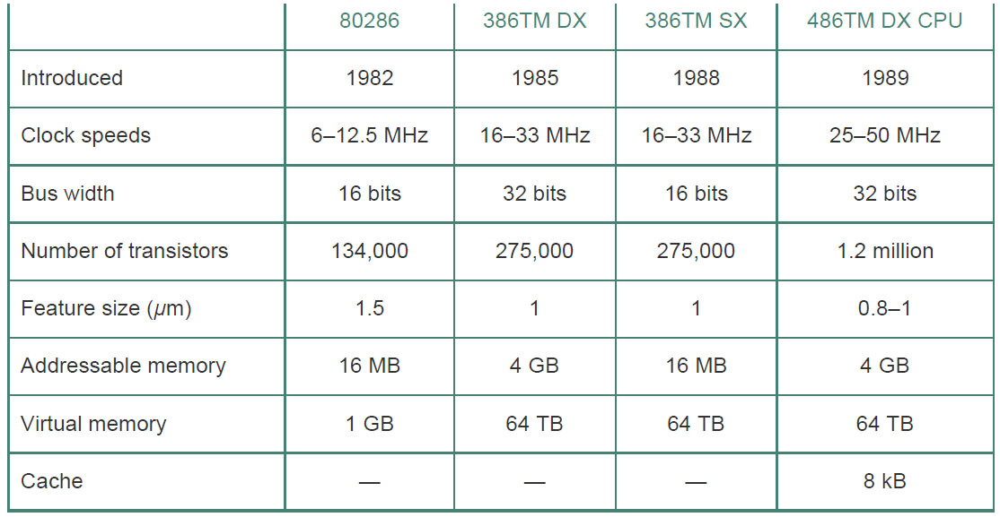 80286 386TM DX 386TM SX 486TM DX CPU
Introduced 1982 1985 1988 1989
Clock speeds 6–12.5 MHz 16–33 MHz 16–33 MHz 25–50 MHz
Bus width 16 bits 32 bits 16 bits 32 bits
Number of transistors 134,000 275,000 275,000 1.2 million
Feature size (µm) 1.5 1 1 0.8–1
Addressable memory 16 MB 4 GB 16 MB 4 GB
Virtual memory 1 GB 64 TB 64 TB 64 TB
Cache — — — 8 kB